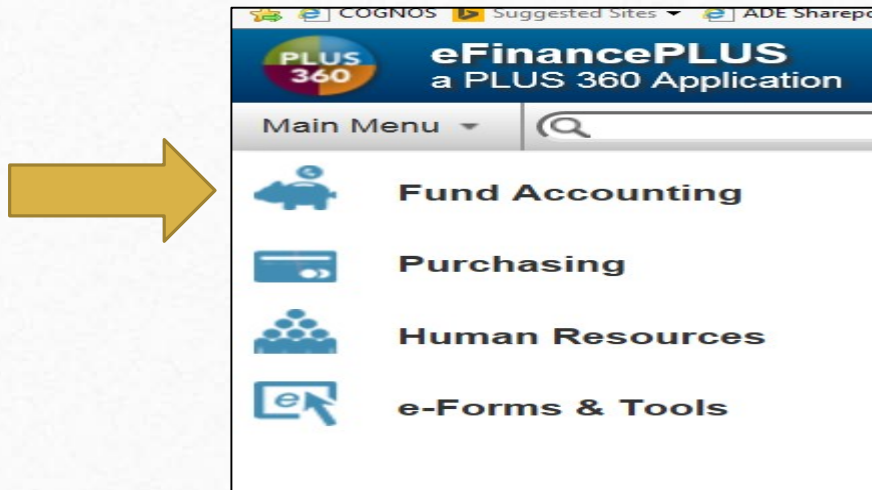 COGNOS Suggested Sites ADE Sharepo
PLUS 360
eFinancePLUS
a PLUS 360 Application
Main Menu
Fund Accounting
Purchasing
Human Resources
e-Forms & Tools